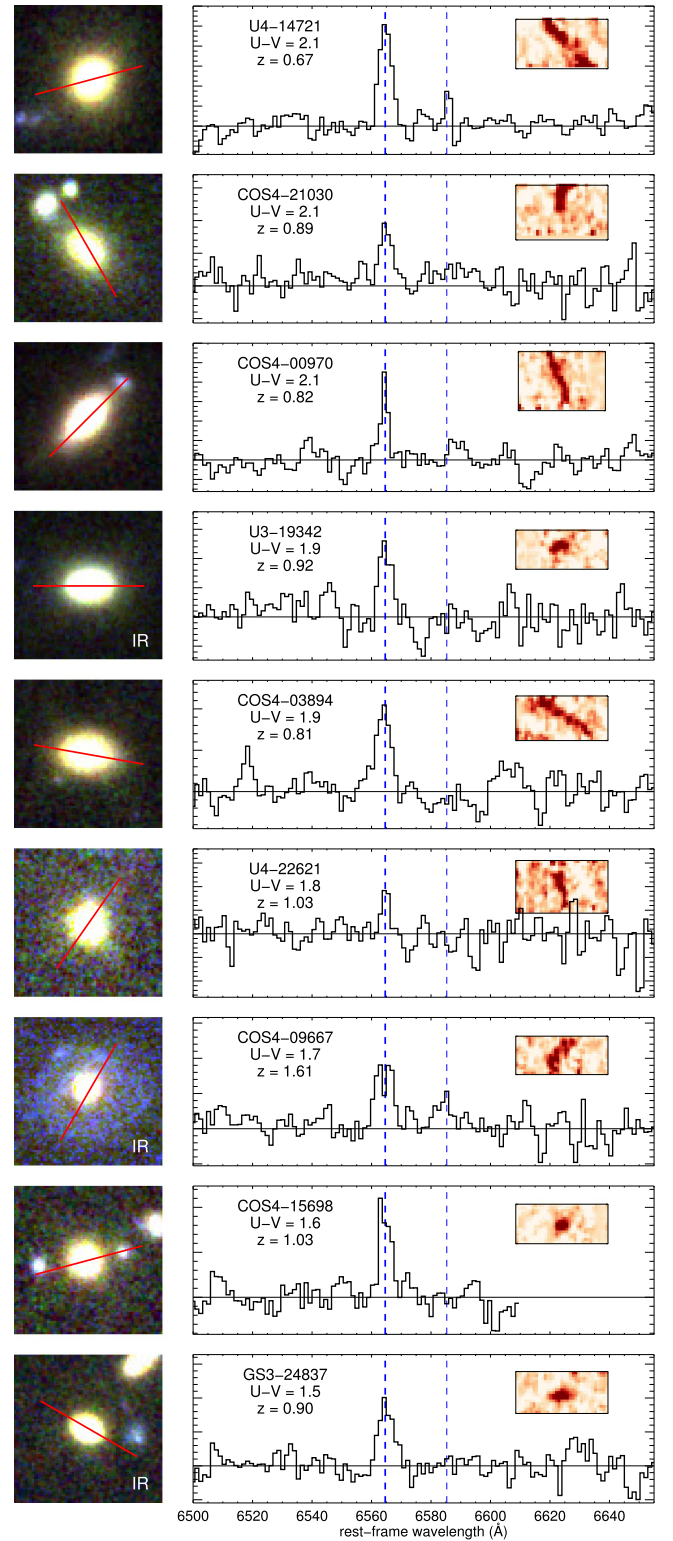 U4−14721
U−V = 2.1
z = 0.67
COS4−21030
U−V = 2.1
z = 0.89
COS4−00970
U−V = 2.1
z = 0.82
U3−19342
U−V = 1.9
z = 0.92
IR
COS4−03894
U−V = 1.9
z = 0.81
U4−22621
U−V = 1.8
z = 1.03
COS4−09667
U−V = 1.7
z = 1.61
IR
COS4−15698
U−V = 1.6
z = 1.03
GS3−24837
U−V = 1.5
z = 0.90
IR
6500 6520 6540 6560 6580 6600 6620 6640
rest−frame wavelength (Å)